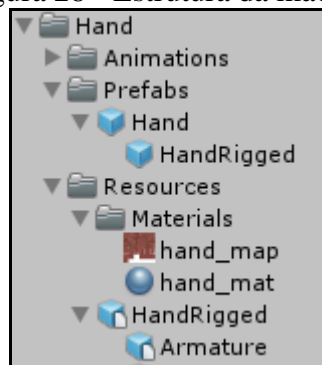 Hand
Animations
Prefabs
Hand
HandRigged
Resources
Materials
hand_map
hand_mat
HandRigged
Armature